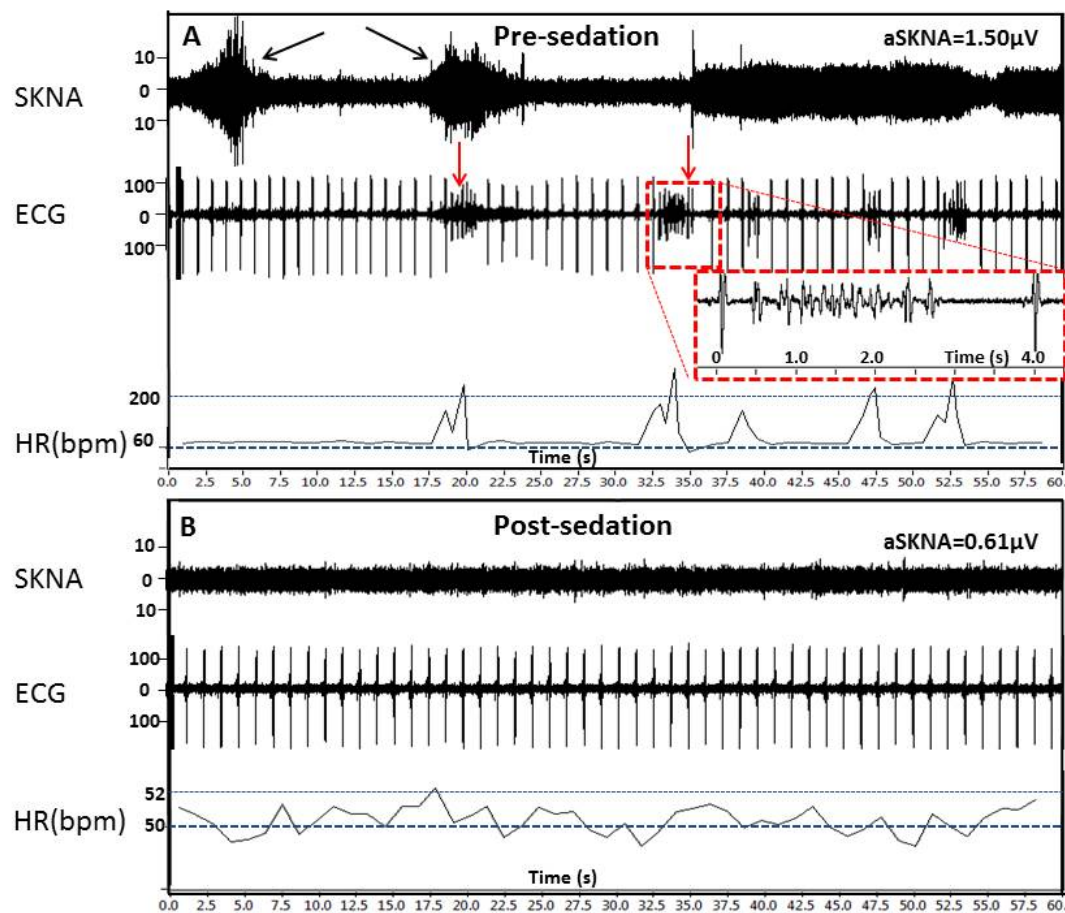 A Pre-sedation aSKNA=1.50µV
10
SKNA 0
10
100
ECG 0
100
0 1.0 2.0 Time (s) 4.0
200
HR(bpm) 60
Time (s)
0.0 2.5 5.0 7.5 10.0 12.5 15.0 17.5 20.0 22.5 25.0 27.5 30.0 32.5 35.0 37.5 40.0 42.5 45.0 47.5 50.0 52.5 55.0 57.5 60.
B Post-sedation aSKNA=0.61µV
10
SKNA 0
10
100
ECG 0
100
52
HR(bpm) 50
Time (s)
0.0 2.5 5.0 7.5 10.0 12.5 15.0 17.5 20.0 22.5 25.0 27.5 30.0 32.5 35.0 37.5 40.0 42.5 45.0 47.5 50.0 52.5 55.0 57.5 60.